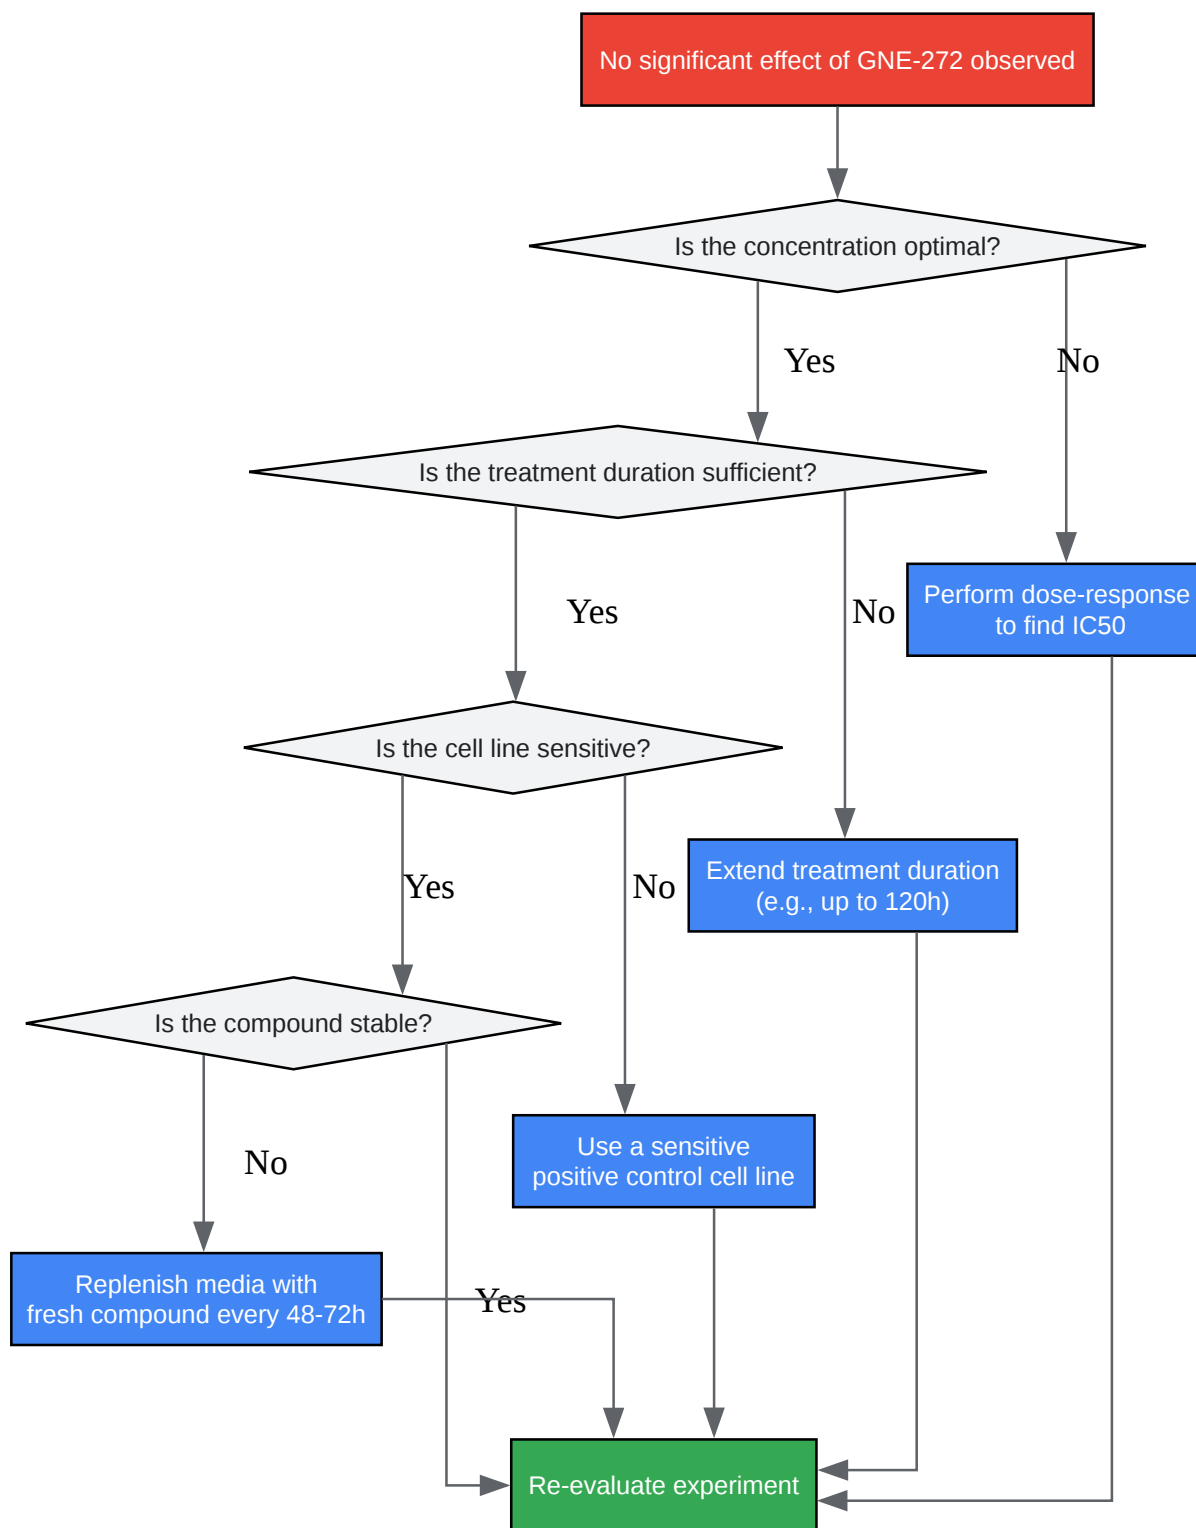 No significant effect of GNE-272 observed
Is the concentration optimal?
Yes
No
Is the treatment duration sufficient?
Yes
No
Perform dose-response
to find IC50
Is the cell line sensitive?
Yes
No
Extend treatment duration
(e.g., up to 120h)
Is the compound stable?
No
Use a sensitive
positive control cell line
Replenish media with
fresh compound every 48-72h
Yes
Re-evaluate experiment